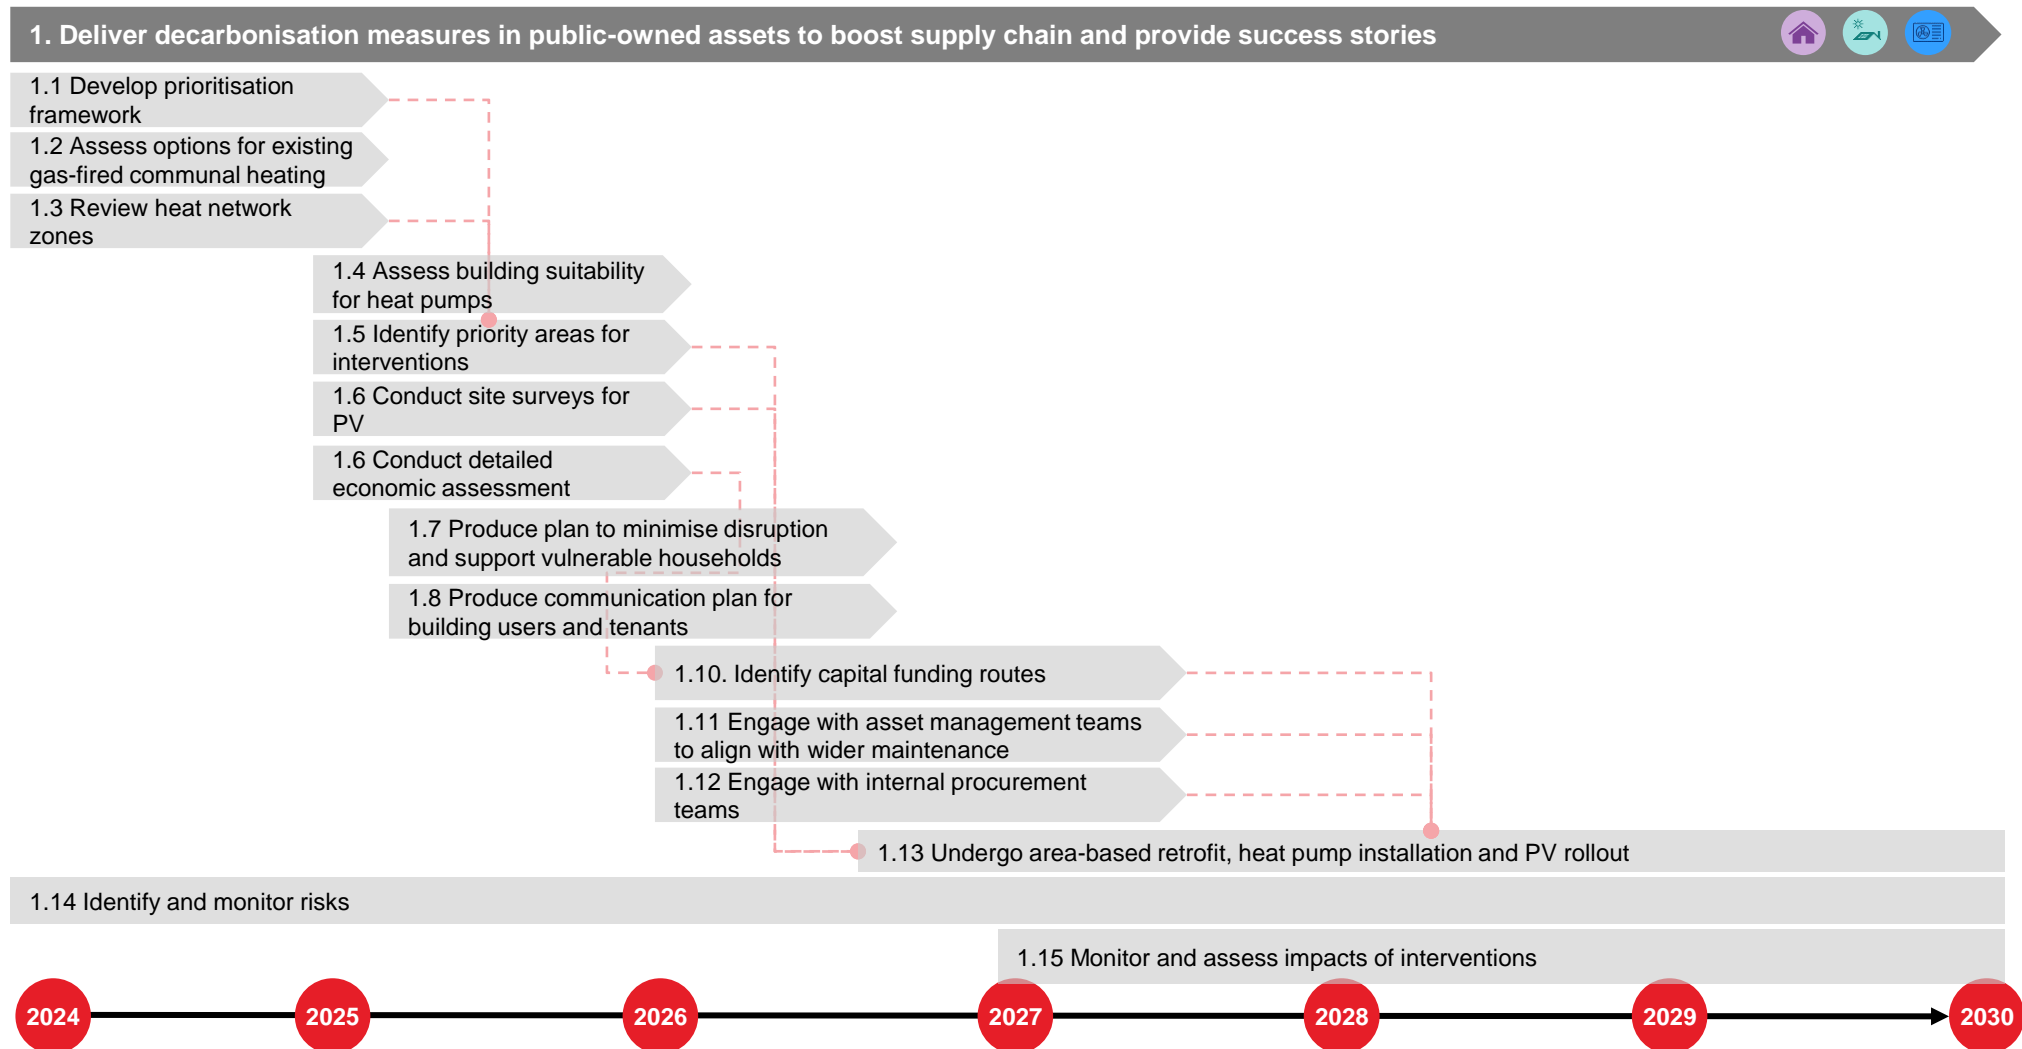 1. Deliver decarbonisation measures in public-owned assets to boost supply chain and provide success stories
1.1 Develop prioritisation
framework
1.2 Assess options for existing
gas-fired communal heating
1.3 Review heat network
zones
1.4 Assess building suitability
for heat pumps
1.5 Identify priority areas for
interventions
1.6 Conduct site surveys for
PV
1.6 Conduct detailed
economic assessment
1.7 Produce plan to minimise disruption
and support vulnerable households
1.8 Produce communication plan for
building users and tenants
1.10. Identify capital funding routes
1.11 Engage with asset management teams
to align with wider maintenance
1.12 Engage with internal procurement
teams
1.13 Undergo area-based retrofit, heat pump installation and PV rollout
1.14 Identify and monitor risks
1.15 Monitor and assess impacts of interventions
2024 2025 2026 2027 2028 2029 2030